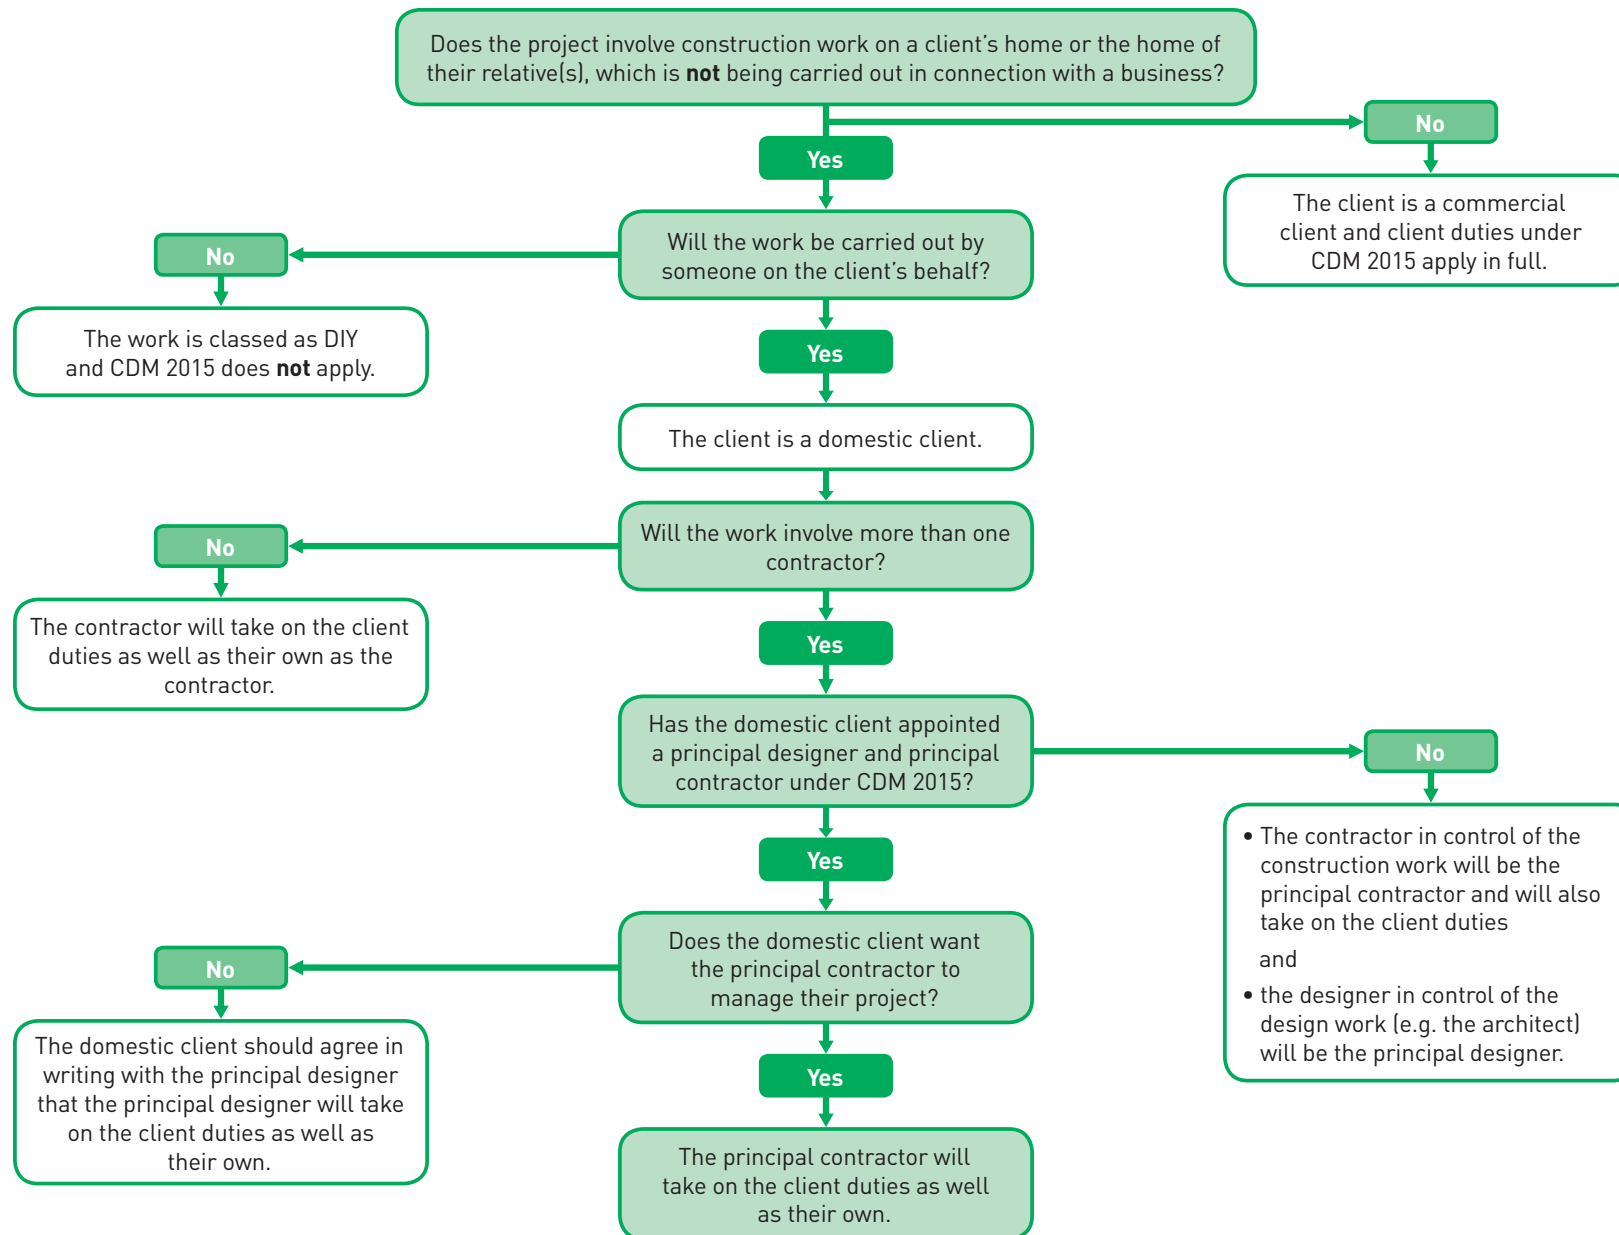 Does the project involve construction work on a client’s home or the home of
their relative(s), which is not being carried out in connection with a business?
No
Yes
The client is a commercial
client and client duties under
CDM 2015 apply in full.
Will the work be carried out by
someone on the client’s behalf?
No
The work is classed as DIY
and CDM 2015 does not apply.
Yes
The client is a domestic client.
Will the work involve more than one
contractor?
No
The contractor will take on the client
duties as well as their own as the
contractor.
Yes
Has the domestic client appointed
a principal designer and principal
contractor under CDM 2015?
No
• The contractor in control of the
construction work will be the
principal contractor and will also
take on the client duties
and
• the designer in control of the
design work (e.g. the architect)
will be the principal designer.
Yes
Does the domestic client want
the principal contractor to
manage their project?
No
The domestic client should agree in
writing with the principal designer
that the principal designer will take
on the client duties as well as
their own.
Yes
The principal contractor will
take on the client duties as well
as their own.